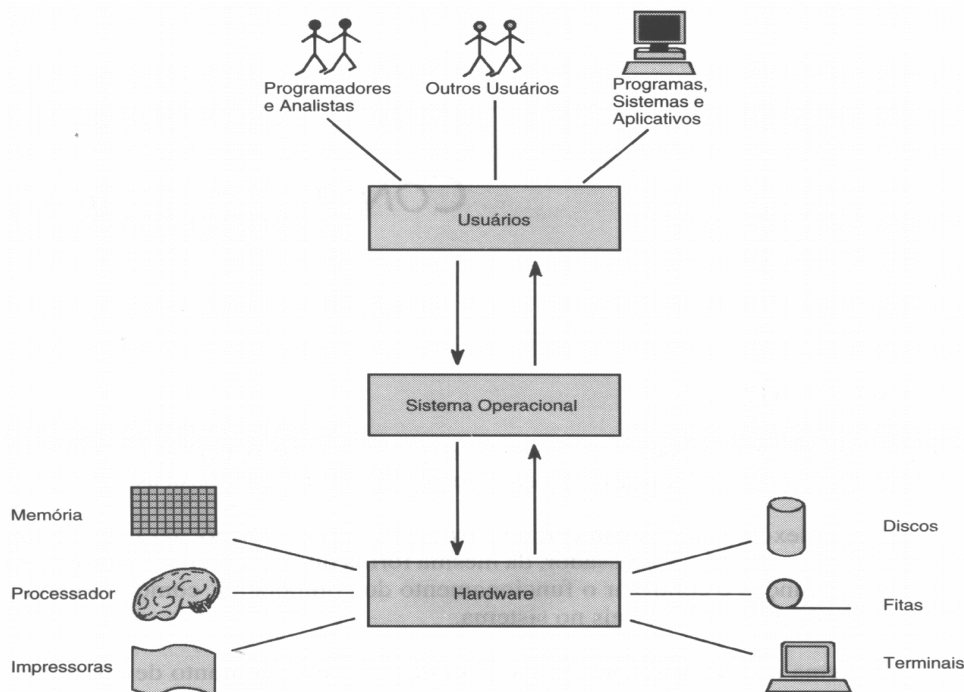 Programadores
e Analistas
Outros Usuários
Programas,
Sistemas e
Aplicativos
Usuários
Sistema Operacional
Memória
Processador
Impressoras
Hardware
Discos
Fitas
Terminais